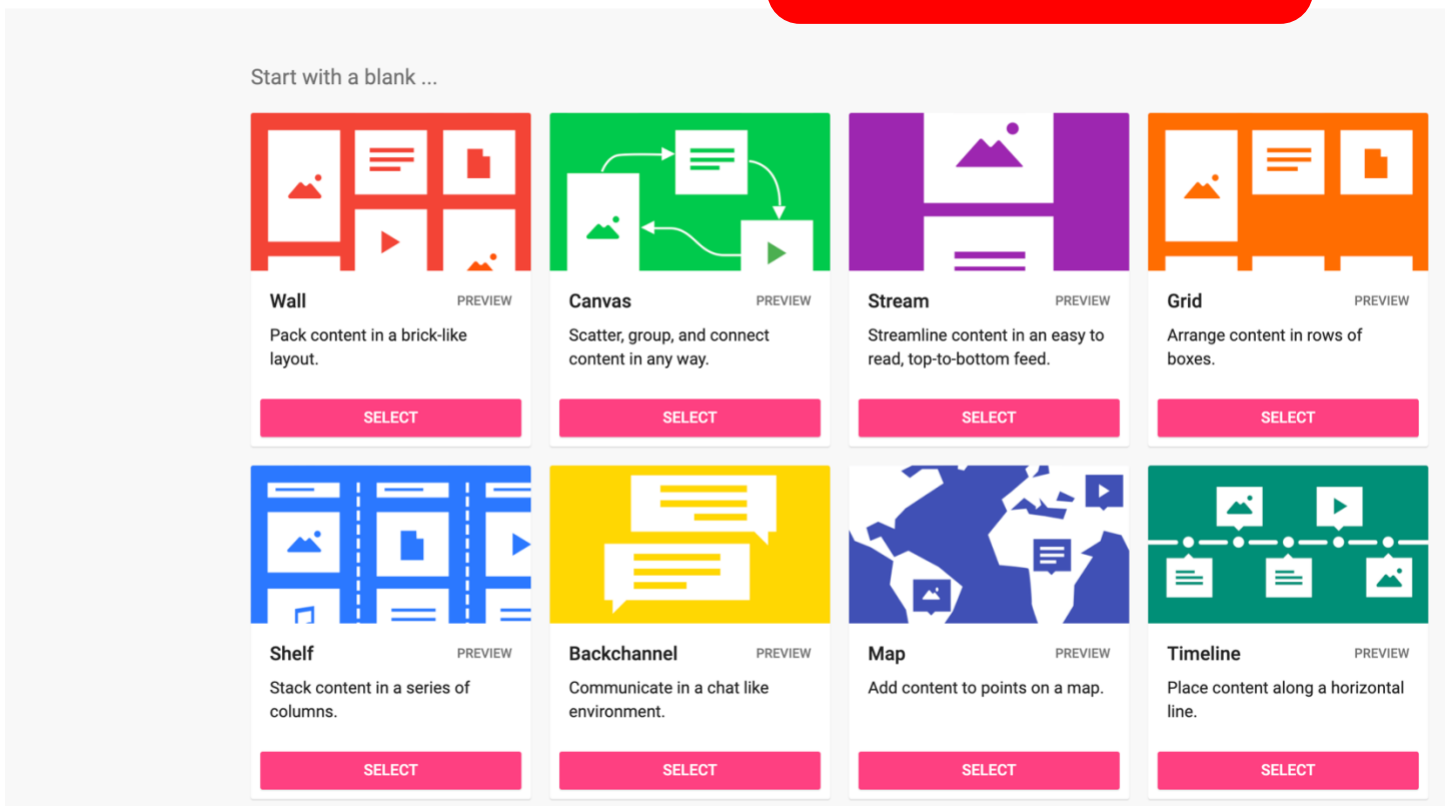 Start with a blank ...
Wall PREVIEW
Pack content in a brick-like
layout.
SELECT
Canvas PREVIEW
Scatter, group, and connect
content in any way.
SELECT
Stream PREVIEW
Streamline content in an easy to
read, top-to-bottom feed.
SELECT
Grid PREVIEW
Arrange content in rows of
boxes.
SELECT
Shelf PREVIEW
Stack content in a series of
columns.
SELECT
Backchannel PREVIEW
Communicate in a chat like
environment.
SELECT
Map PREVIEW
Add content to points on a map.
SELECT
Timeline PREVIEW
Place content along a horizontal
line.
SELECT